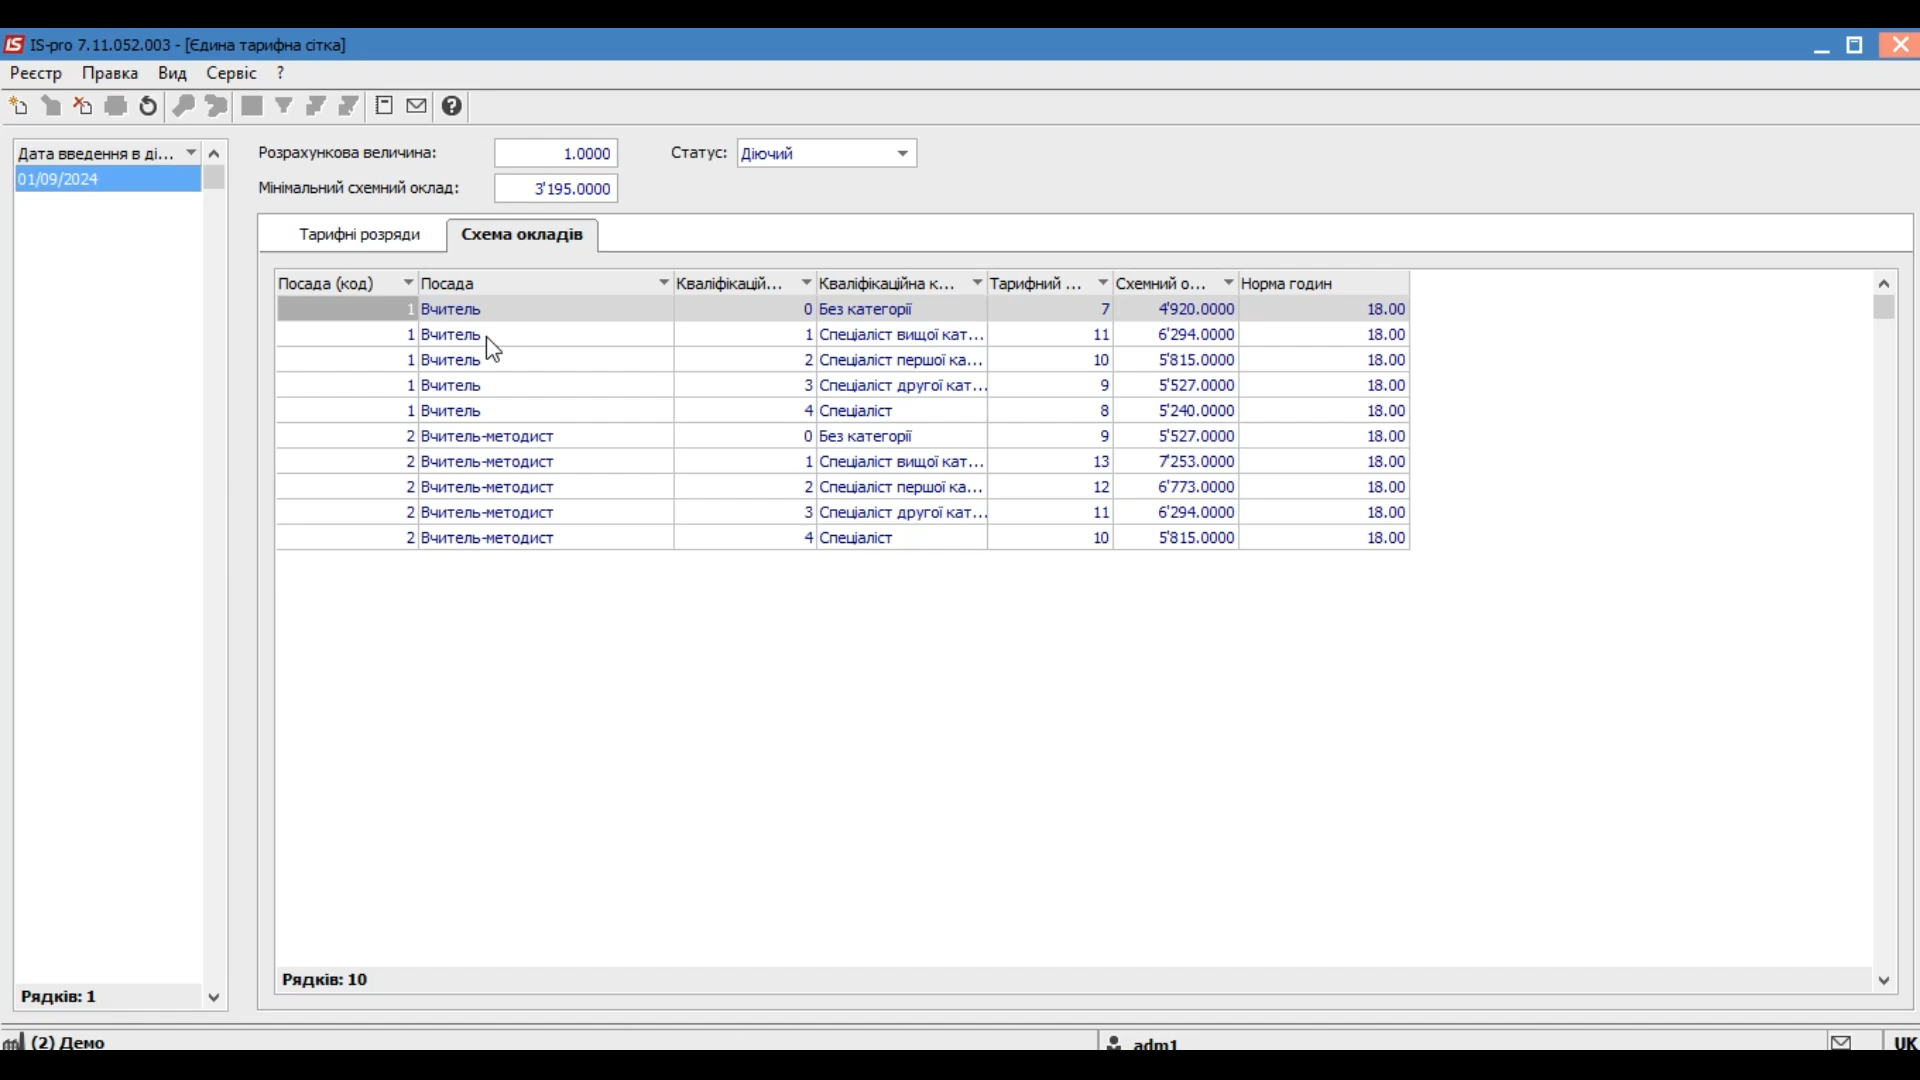 IS-pro 7.11.052.003 - [Єдина тарифна сітка]
Реєстр Правка Вид Сервіс ?
Дата введення в ді...
01/09/2024
Рядків: 1
Розрахункова величина: 1.0000 Статус: Діючий
Мінімальний схемний оклад: 3'195.0000
Тарифні розряди Схема окладів
Посада (код) Посада Кваліфікацій... Кваліфікаційна к... Тарифний ... Схемний о... Норма годин
1 Вчитель 0 Без категорії 7 4'920.0000 18.00
1 Вчитель 1 Спеціаліст вищої кат... 11 6'294.0000 18.00
1 Вчитель 2 Спеціаліст першої ка... 10 5'815.0000 18.00
1 Вчитель 3 Спеціаліст другої кат... 9 5'527.0000 18.00
1 Вчитель 4 Спеціаліст 8 5'240.0000 18.00
2 Вчитель-методист 0 Без категорії 9 5'527.0000 18.00
2 Вчитель-методист 1 Спеціаліст вищої кат... 13 7'253.0000 18.00
2 Вчитель-методист 2 Спеціаліст першої ка... 12 6'773.0000 18.00
2 Вчитель-методист 3 Спеціаліст другої кат... 11 6'294.0000 18.00
2 Вчитель-методист 4 Спеціаліст 10 5'815.0000 18.00
Рядків: 10
(2) Демо adm1 UK